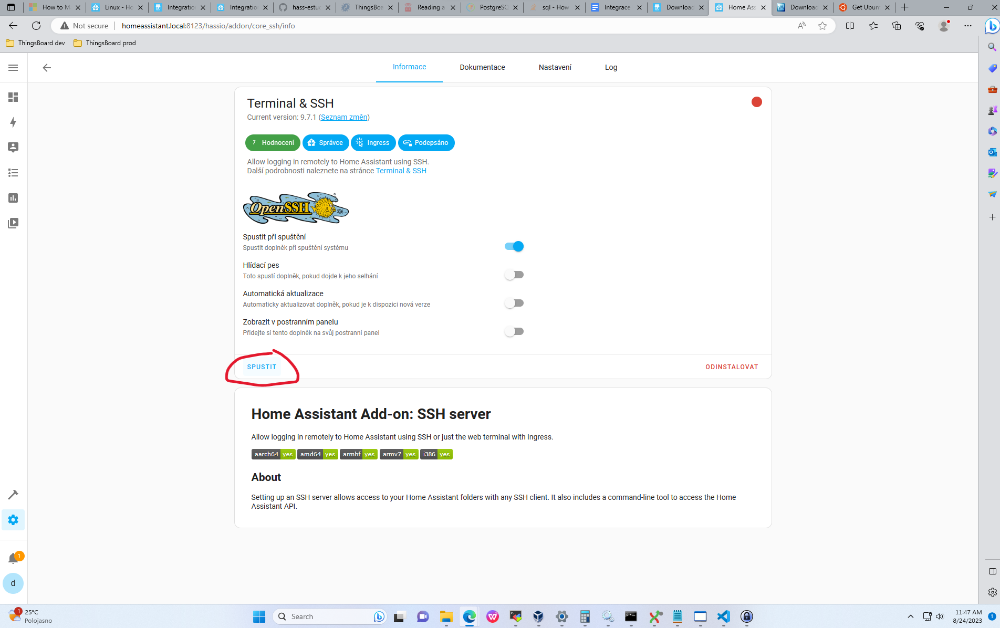 How to M
Linux - Ho
Integration
Integratio
hass-estu
ThingsBoa
Reading a
PostgreSQ
sql - How
Integrace
Download
Home Ass
Download
Get Ubun
Not secure
homeassistant.local:8123/hassio/addon/core_ssh/info
ThingsBoard dev
ThingsBoard prod
Informace
Dokumentace
Nastavení
Log
Terminal & SSH
Current version: 9.7.1 (Seznam změn)
7 Hodnocení
Správce
Ingress
Podepsáno
Allow logging in remotely to Home Assistant using SSH.
Další podrobnosti naleznete na stránce Terminal & SSH
OpenSSH
Spustit při spuštění
Spustit doplněk při spuštění systému
Hlídací pes
Toto spustí doplněk, pokud dojde k jeho selhání
Automatická aktualizace
Automaticky aktualizovat doplněk, pokud je k dispozici nová verze
Zobrazit v postranním panelu
Přidejte si tento doplněk na svůj postranní panel
SPUSTIT
ODINSTALOVAT
Home Assistant Add-on: SSH server
Allow logging in remotely to Home Assistant using SSH or just the web terminal with Ingress.
aarch64 yes
amd64 yes
armhf yes
armv7 yes
i386 yes
About
Setting up an SSH server allows access to your Home Assistant folders with any SSH client. It also includes a command-line tool to access the Home
Assistant API.
1
d
1
25°C
Polojasno
Search
11:47 AM
8/24/2023
1